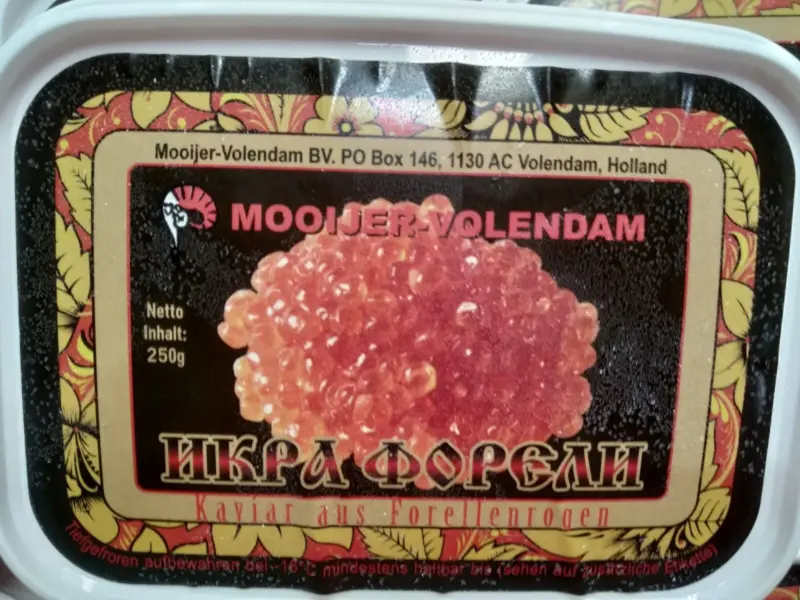 Mooijer-Volendam BV. PO Box 146, 1130 AC Volendam, Holland
MOOIJER-VOLENDAM
Netto
Inhalt:
250g
ИКРА ФОРЕЛИ
Kaviar aus Forellenrogen
Tiefgefroren aufbewahren bei -18°C mindestens haltbar bis (sehen auf zusätzliche Etikette)